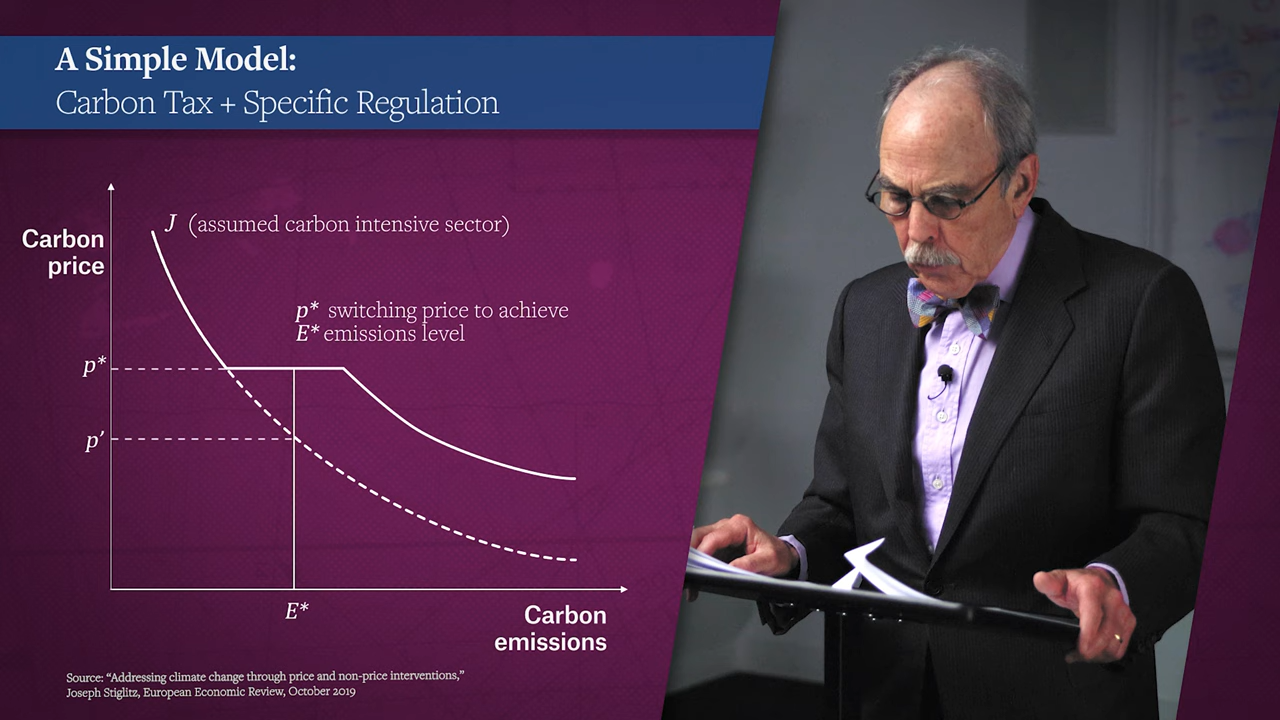 A Simple Model:
Carbon Tax + Specific Regulation
J (assumed carbon intensive sector)
Carbon
price
p* switching price to achieve
E* emissions level
p*
p′
E*
Carbon
emissions
Source: “Addressing climate change through price and non-price interventions,”
Joseph Stiglitz, European Economic Review, October 2019